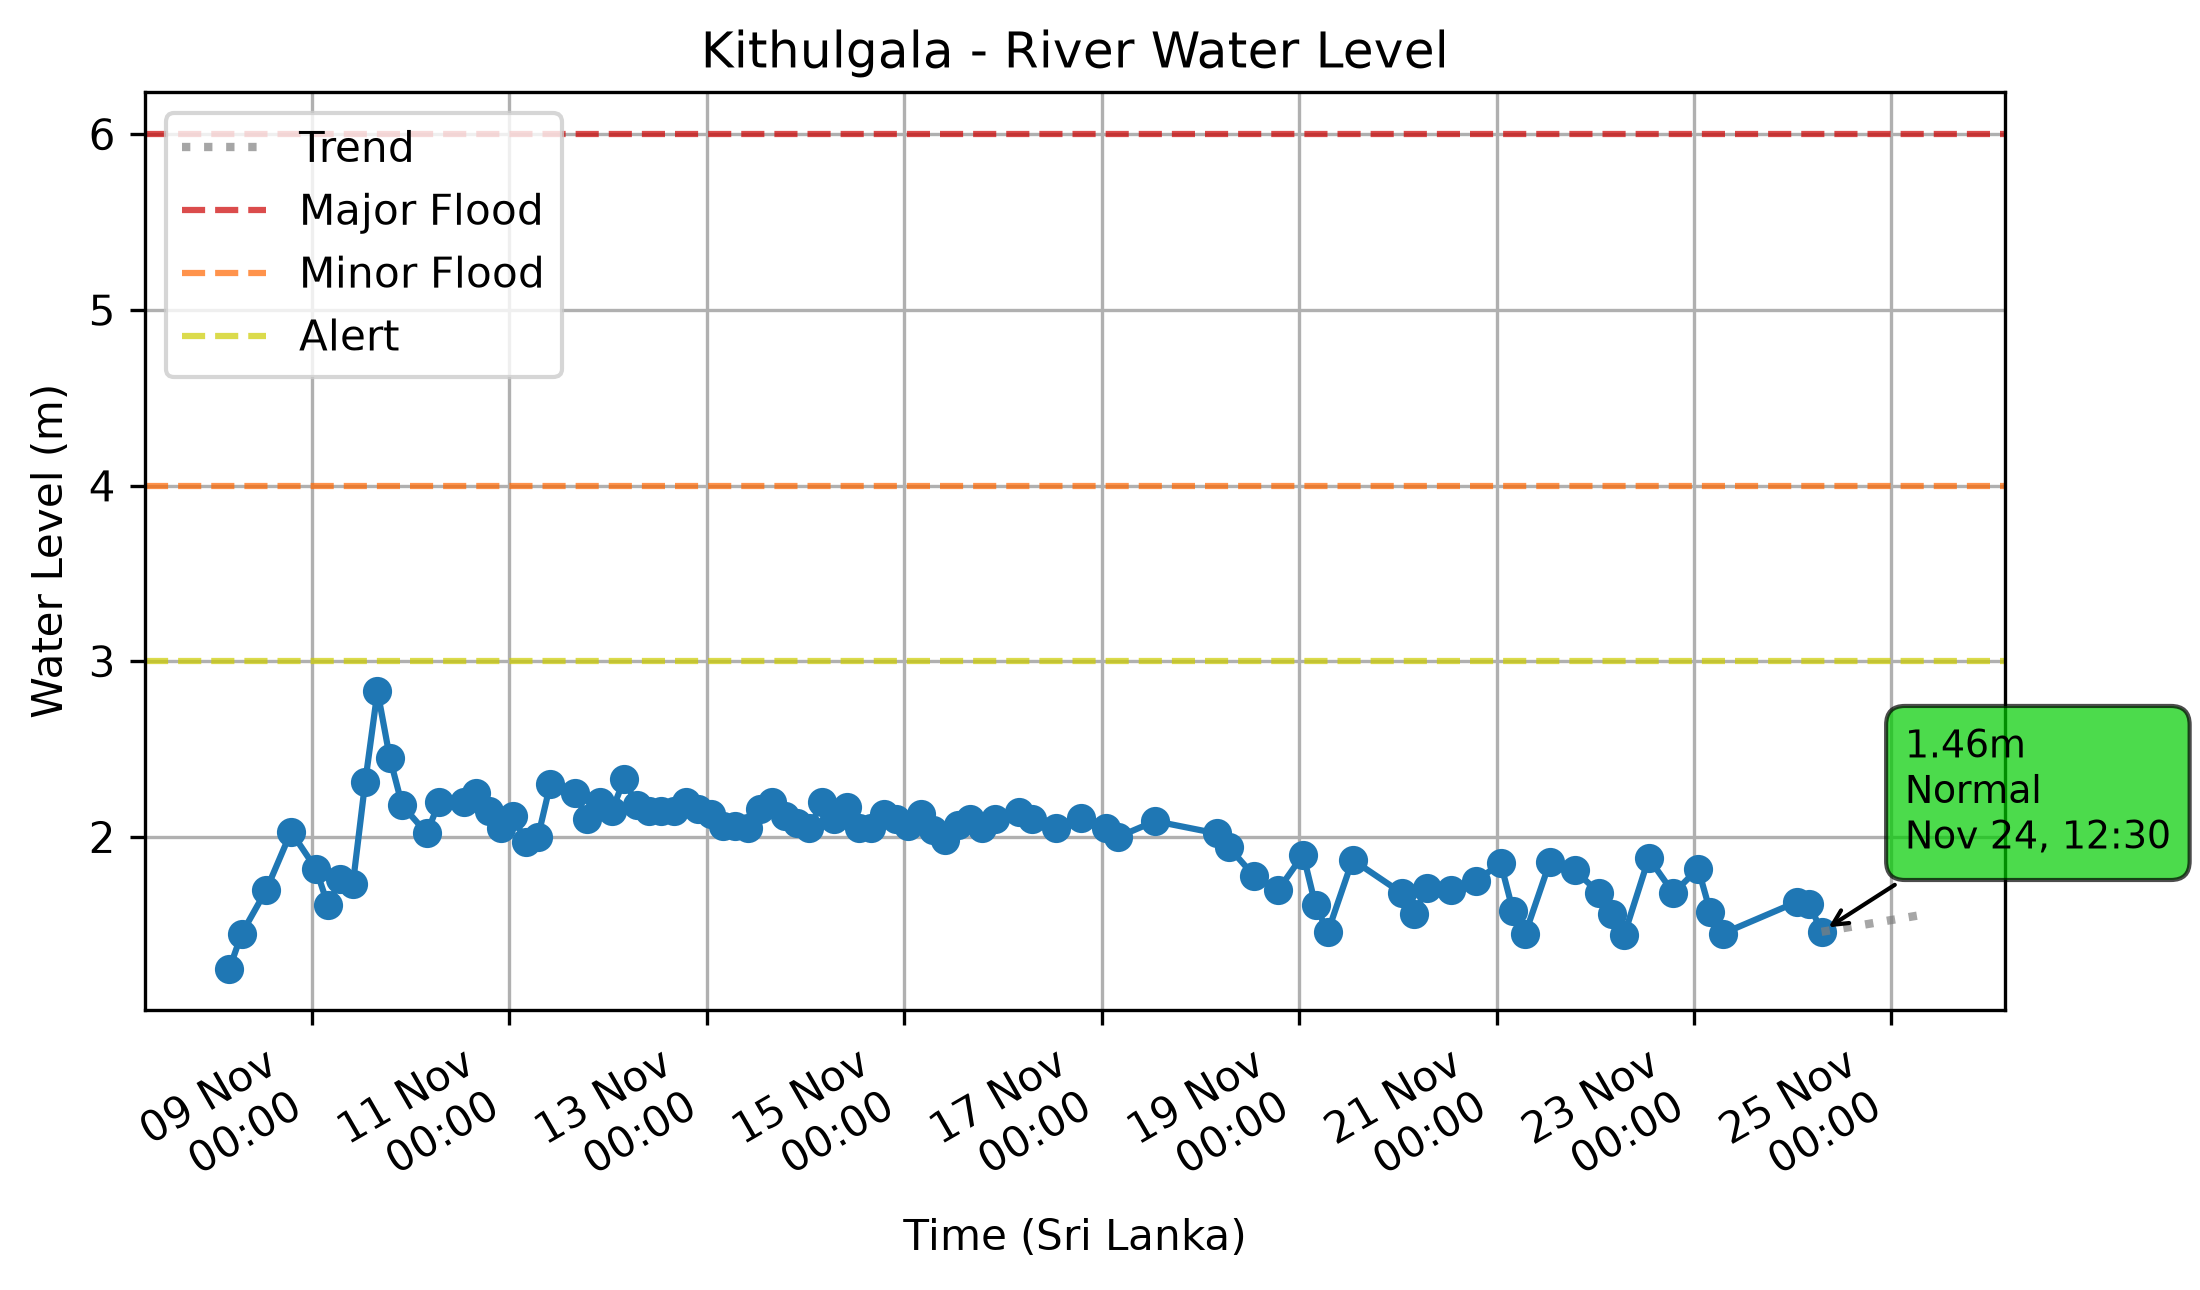 Kithulgala - River Water Level
Trend
Major Flood
Minor Flood
Alert
6
5
4
3
2
Water Level (m)
1.46m
Normal
Nov 24, 12:30
09 Nov
00:00
11 Nov
00:00
13 Nov
00:00
15 Nov
00:00
17 Nov
00:00
19 Nov
00:00
21 Nov
00:00
23 Nov
00:00
25 Nov
00:00
Time (Sri Lanka)